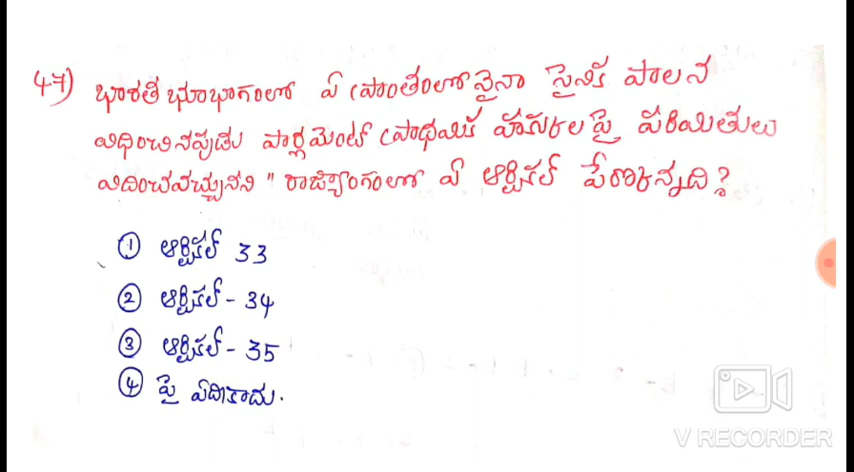 47) భారత భూభాగంలో ఏ ప్రాంతంలోనైనా సైనిక పాలన
విధించినపుడు పార్లమెంట్ ప్రాథమిక హక్కులపై పరిమితులు
విదించవచ్చునని " రాజ్యాంగంలో ఏ ఆర్టికల్ పేర్కొన్నది?
① ఆర్టికల్ 33
② ఆర్టికల్ - 34
③ ఆర్టికల్ - 35
④ పై ఏదికాదు.
V RECORDER